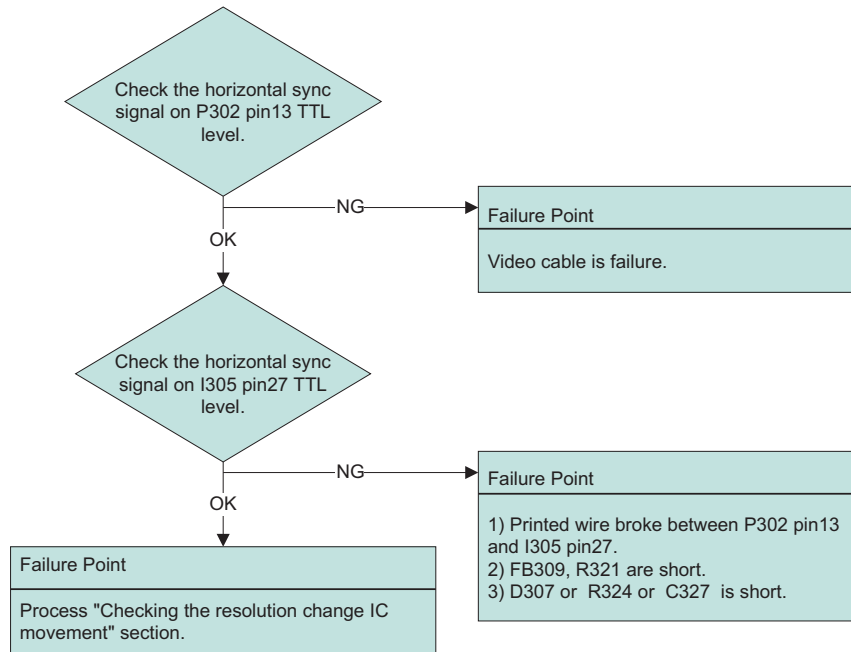 Check the horizontal sync
signal on P302 pin13 TTL
level.
NG
OK
Failure Point
Video cable is failure.
Check the horizontal sync
signal on I305 pin27 TTL
level.
NG
OK
Failure Point
1) Printed wire broke between P302 pin13
and I305 pin27.
2) FB309, R321 are short.
3) D307 or R324 or C327 is short.
Failure Point
Process "Checking the resolution change IC
movement" section.